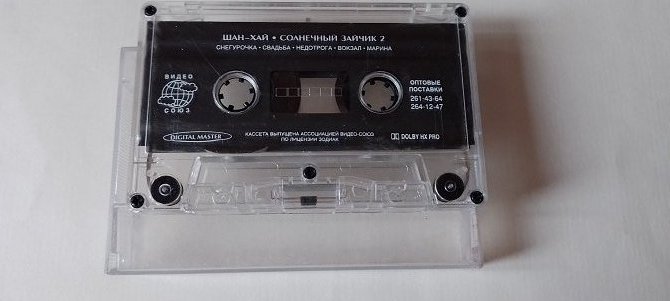 ШАН-ХАЙ • СОЛНЕЧНЫЙ ЗАЙЧИК 2
СНЕГУРОЧКА • СВАДЬБА • НЕДОТРОГА • ВОКЗАЛ • МАРИНА
ВИДЕО
СОЮЗ
ОПТОВЫЕ
ПОСТАВКИ
261-43-64
264-12-47
DIGITAL MASTER
КАССЕТА ВЫПУЩЕНА АССОЦИАЦИЕЙ ВИДЕО-СОЮЗ
ПО ЛИЦЕНЗИИ ЗОДИАК
DOLBY HX PRO